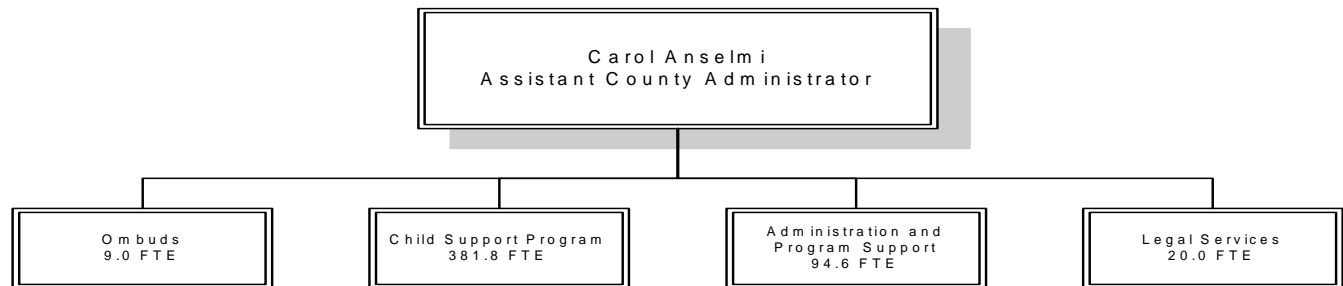 Carol Anselmi
Assistant County Administrator
Ombuds
9.0 FTE
Child Support Program
381.8 FTE
Administration and
Program Support
94.6 FTE
Legal Services
20.0 FTE